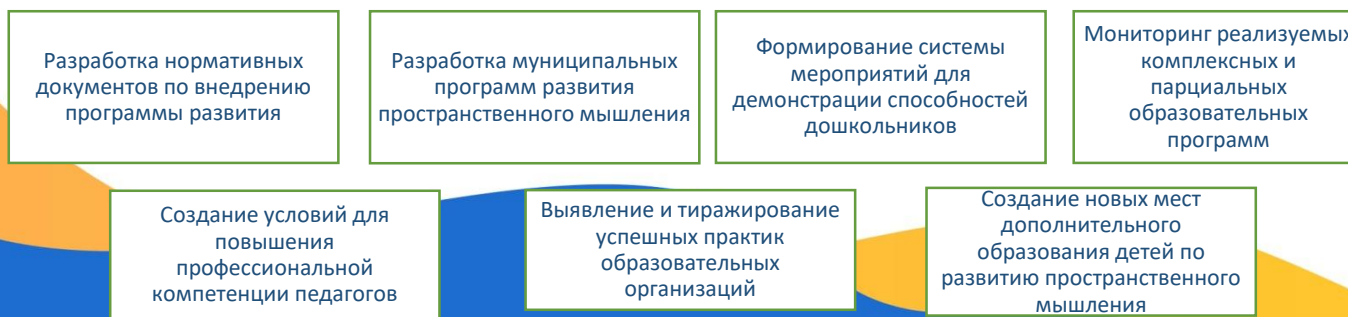 Разработка нормативных
документов по внедрению
программы развития
Разработка муниципальных
программ развития
пространственного мышления
Формирование системы
мероприятий для
демонстрации способностей
дошкольников
Мониторинг реализуемых
комплексных и
парциальных
образовательных
программ
Создание условий для
повышения
профессиональной
компетенции педагогов
Выявление и тиражирование
успешных практик
образовательных
организаций
Создание новых мест
дополнительного
образования детей по
развитию пространственного
мышления